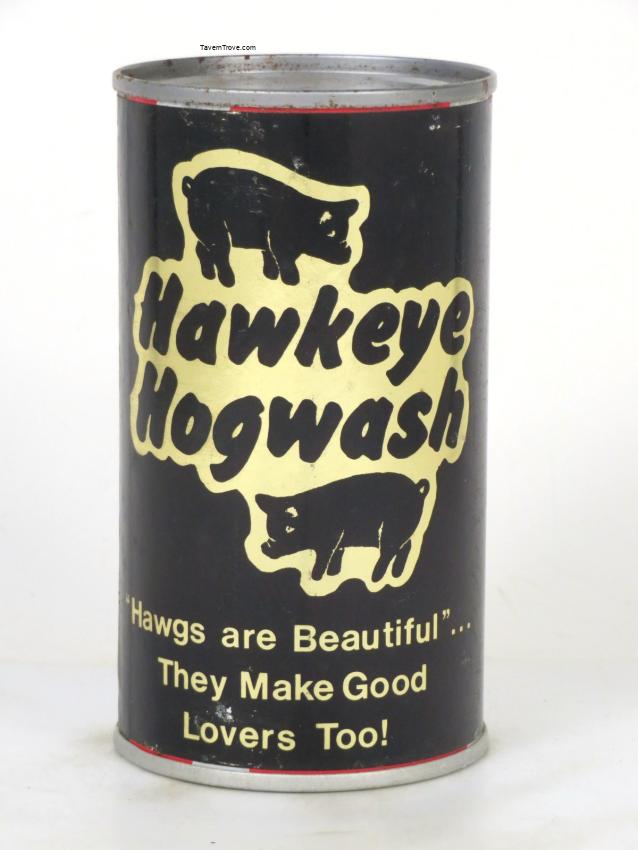 TavernTrove.com
Hawkeye
Hogwash
"Hawgs are Beautiful"...
They Make Good
Lovers Too!